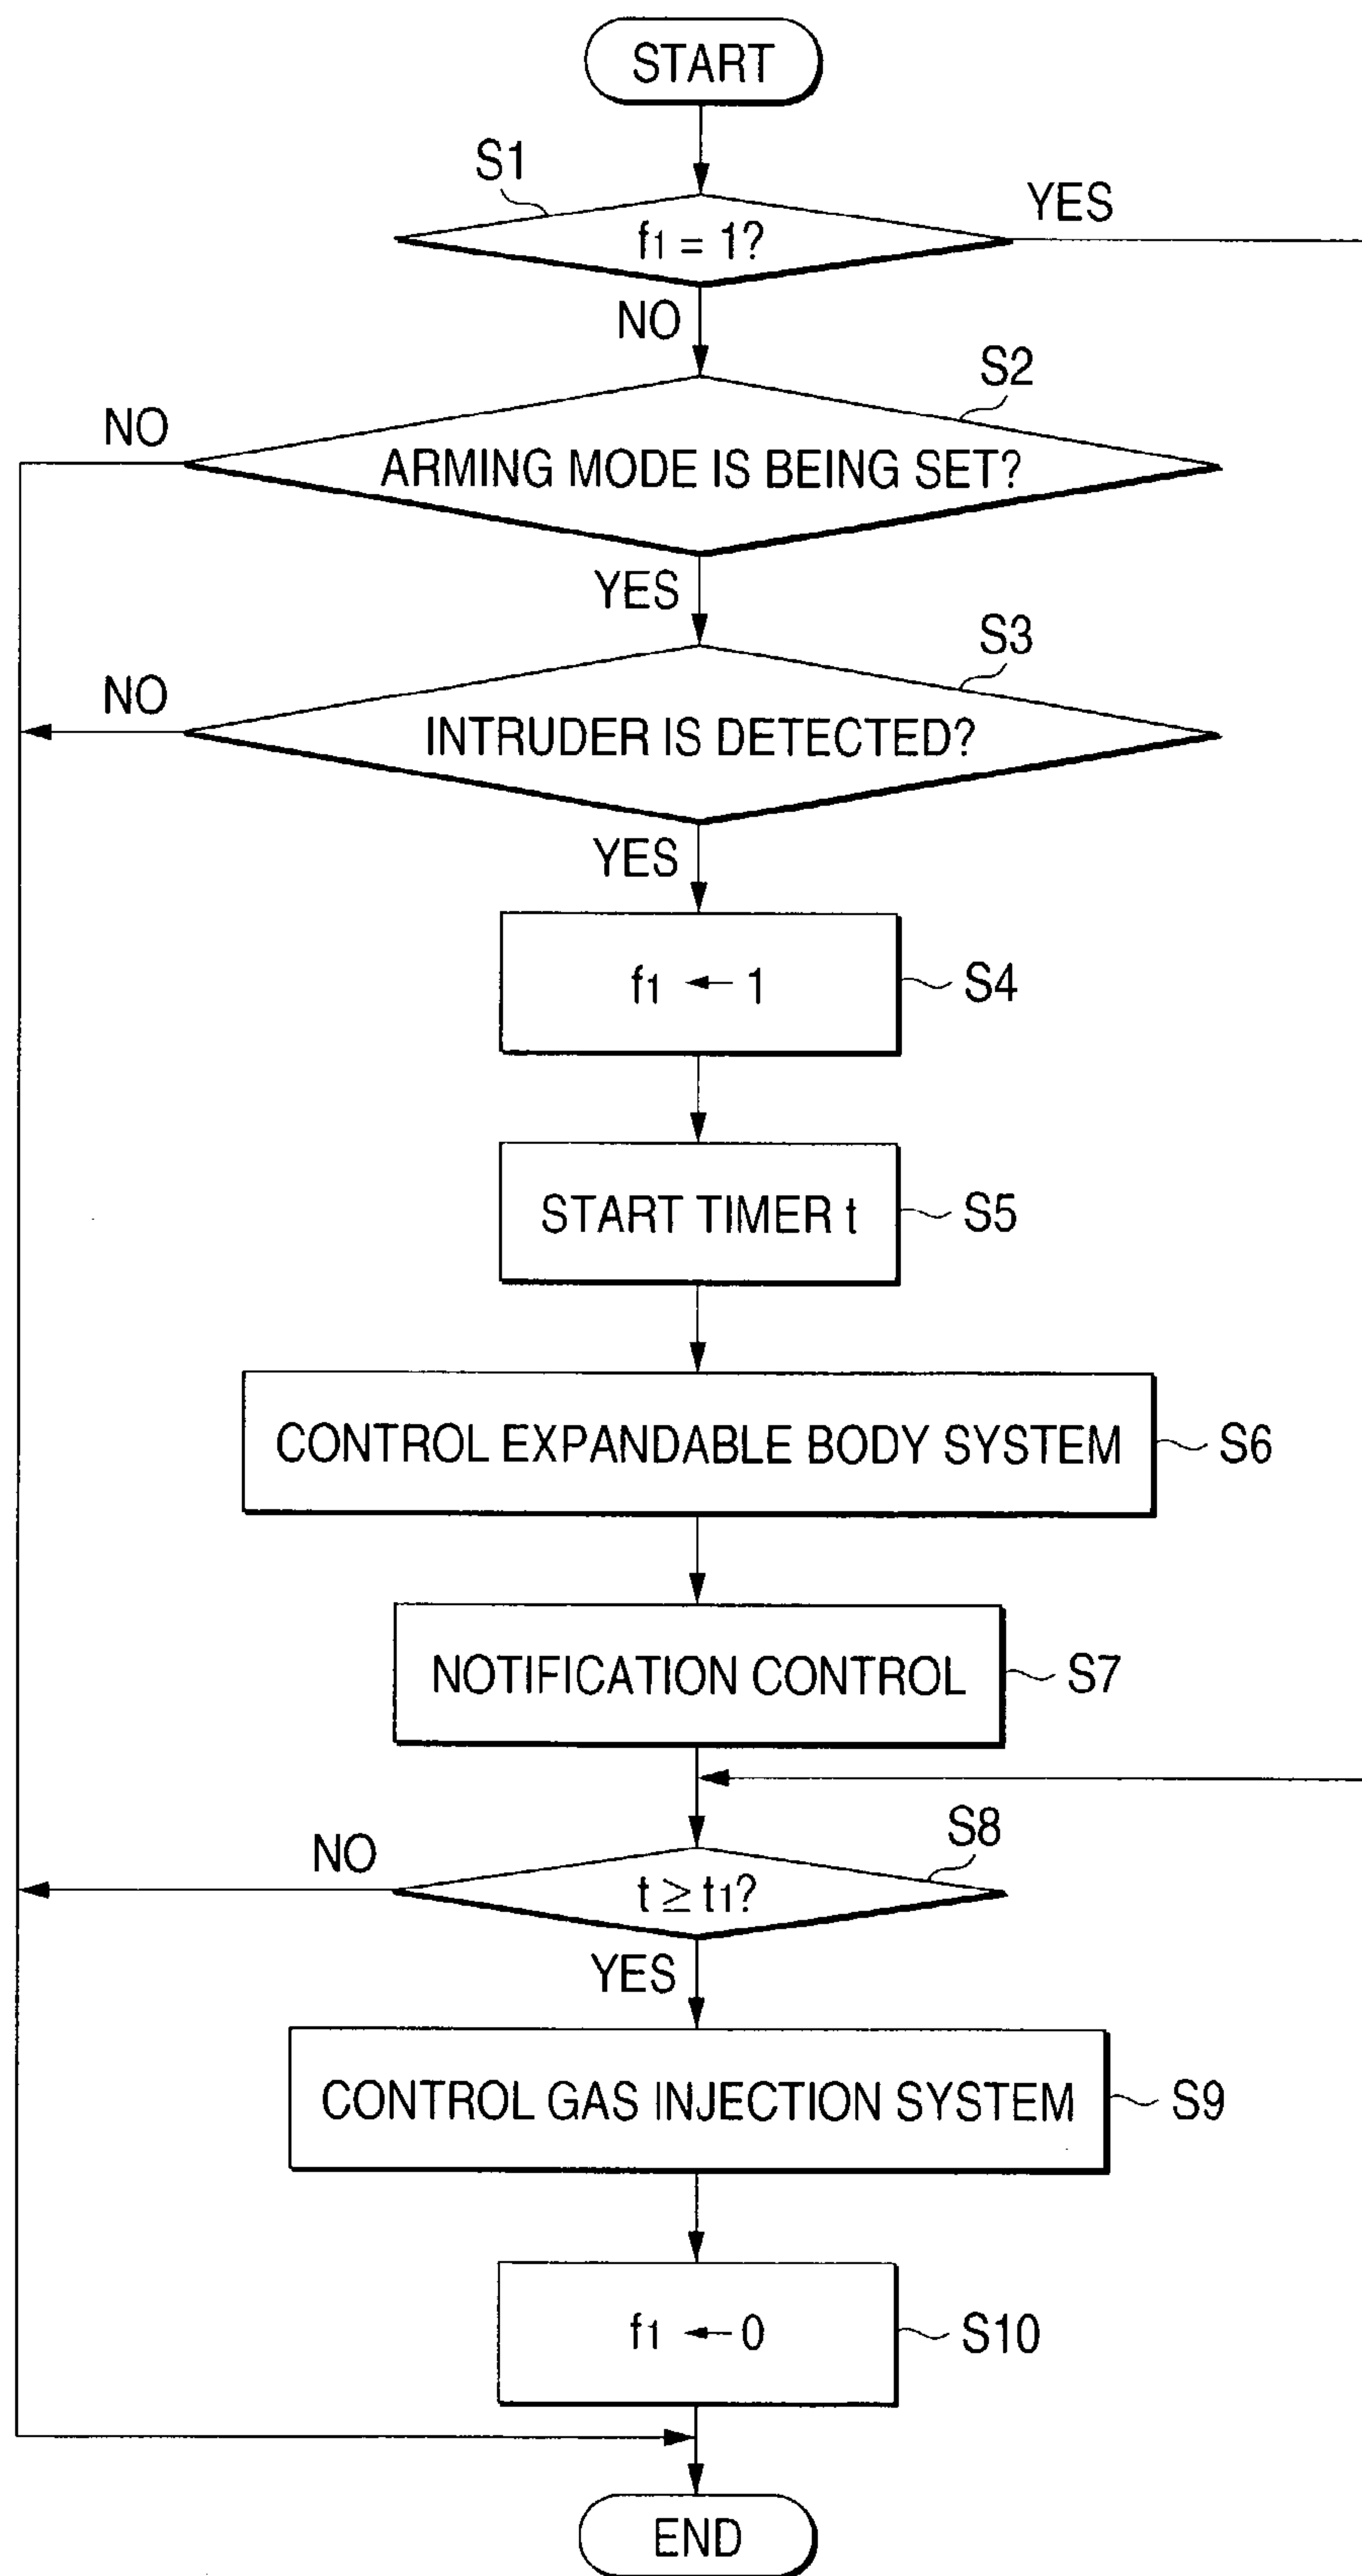 START
S1
YES
f1 = 1?
NO
S2
NO
ARMING MODE IS BEING SET?
YES
S3
NO
INTRUDER IS DETECTED?
YES
f1 ← 1
S4
START TIMER t
S5
CONTROL EXPANDABLE BODY SYSTEM
S6
NOTIFICATION CONTROL
S7
S8
NO
t ≥ t1?
YES
CONTROL GAS INJECTION SYSTEM
S9
f1 ← 0
S10
END